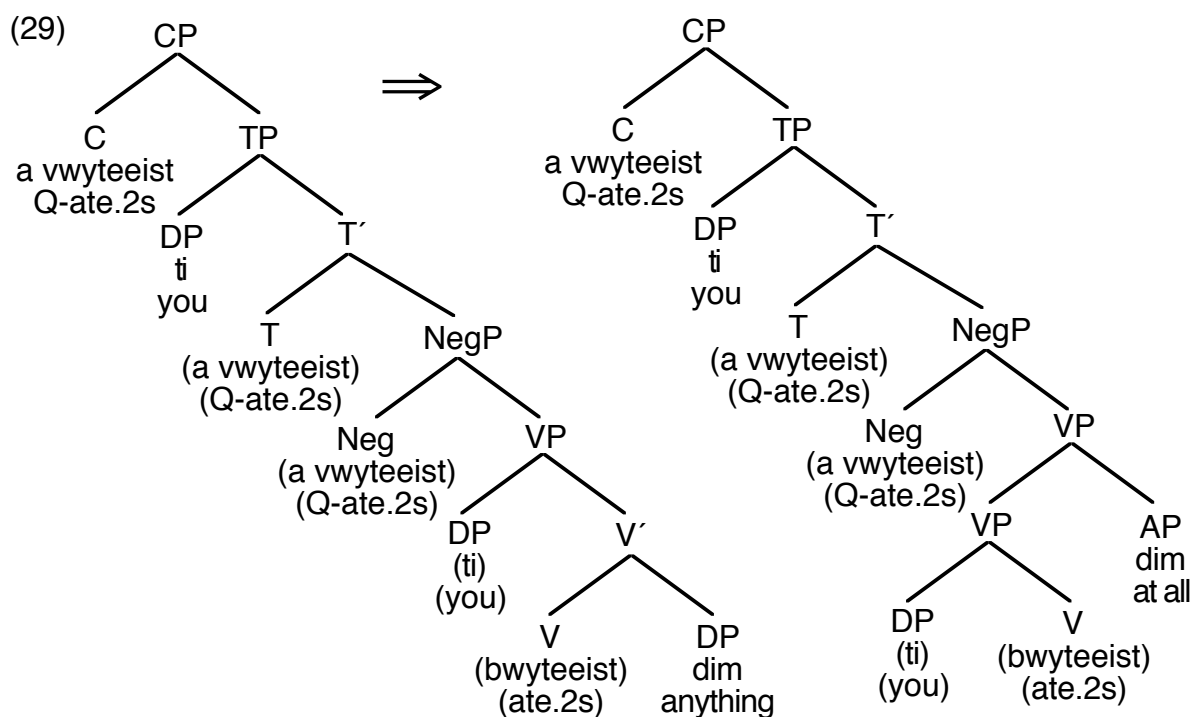 (29)
CP ⇒ CP
C TP C TP
a vwyteeist a vwyteeist
Q-ate.2s Q-ate.2s
DP T´ DP T´
ti ti
you you
T NegP T NegP
(a vwyteeist) (a vwyteeist)
(Q-ate.2s) (Q-ate.2s)
Neg VP Neg VP
(a vwyteeist) (a vwyteeist)
(Q-ate.2s) (Q-ate.2s)
DP V´ VP AP
(ti) dim
(you) at all
V DP DP V
(bwyteeist) dim (ti) (bwyteeist)
(ate.2s) anything (you) (ate.2s)